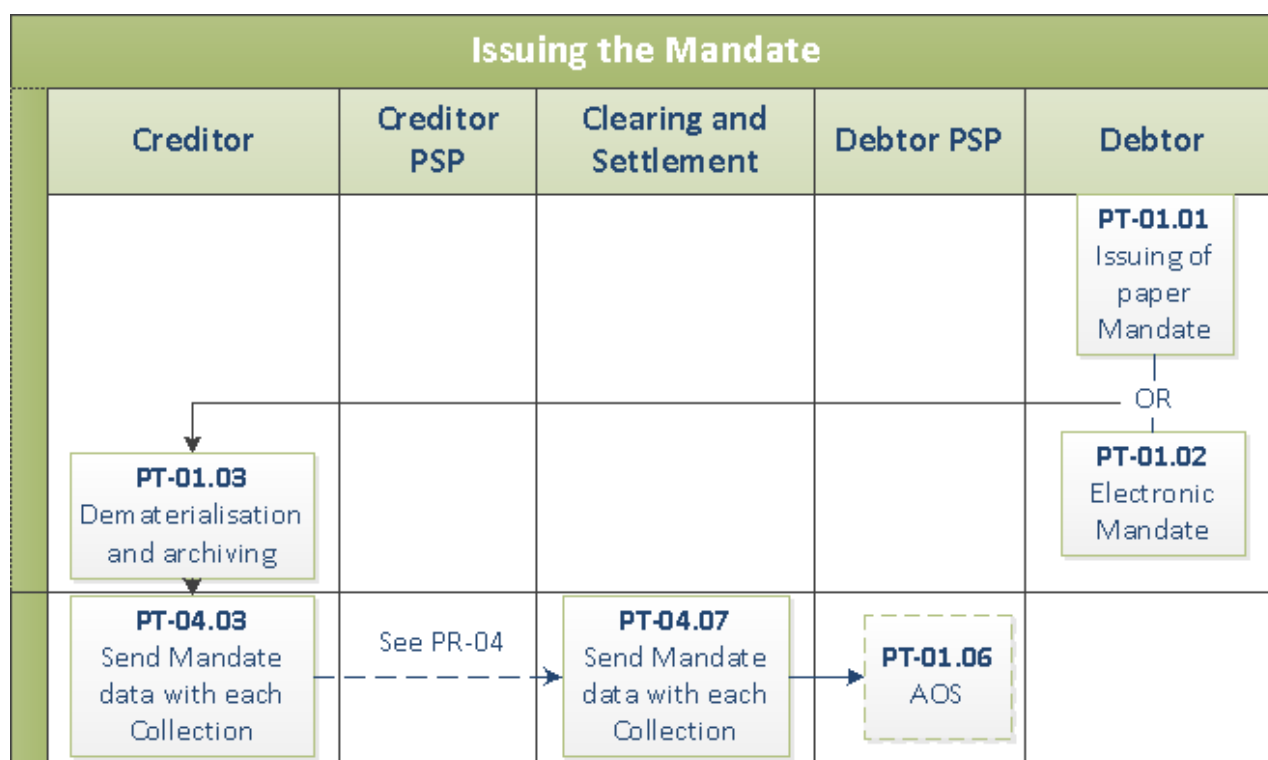 Issuing the Mandate
Creditor
Creditor
PSP
Clearing and
Settlement
Debtor PSP
Debtor
PT-01.01
Issuing of
paper
Mandate
OR
PT-01.02
Electronic
Mandate
PT-01.03
Dematerialisation
and archiving
PT-04.03
Send Mandate
data with each
Collection
See PR-04
PT-04.07
Send Mandate
data with each
Collection
PT-01.06
AOS